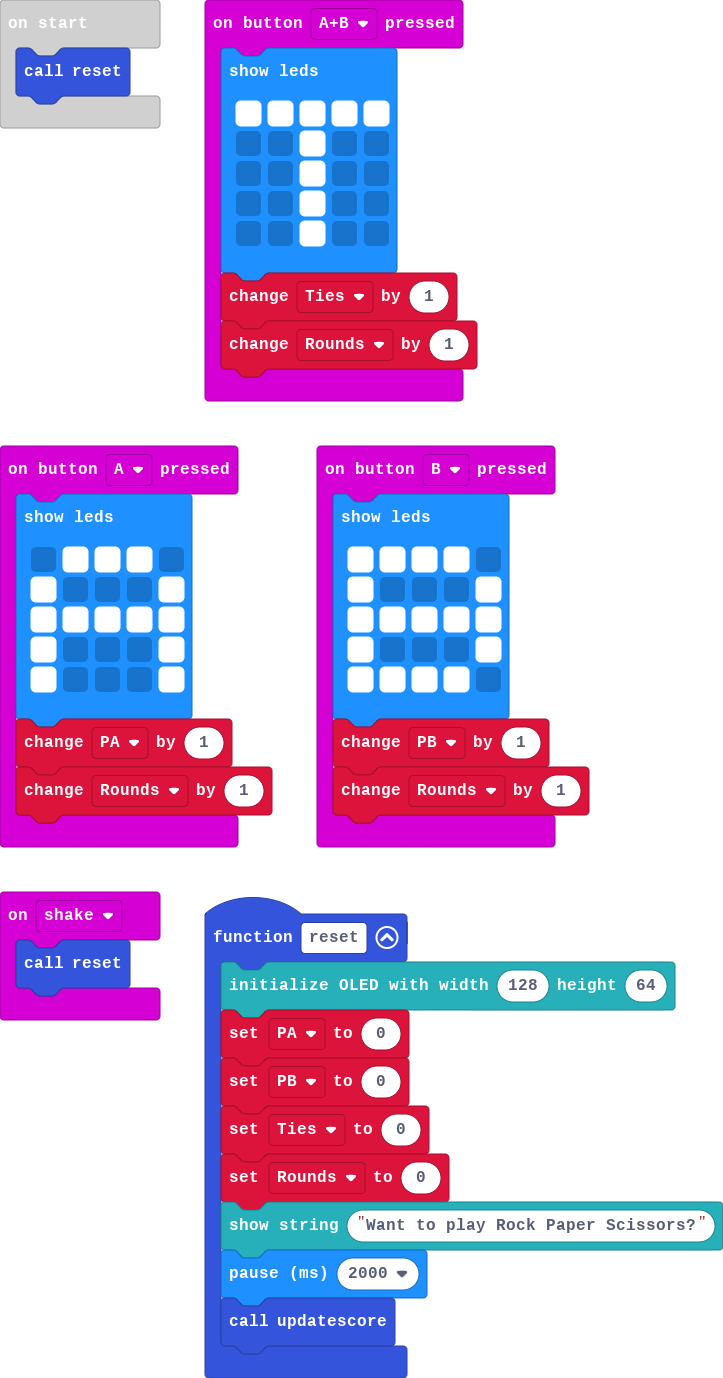 on start
call reset
on button A+B pressed
show leds
change Ties by 1
change Rounds by 1
on button A pressed
show leds
change PA by 1
change Rounds by 1
on button B pressed
show leds
change PB by 1
change Rounds by 1
on shake
call reset
function reset
initialize OLED with width 128 height 64
set PA to 0
set PB to 0
set Ties to 0
set Rounds to 0
show string "Want to play Rock Paper Scissors?"
pause (ms) 2000
call updatescore